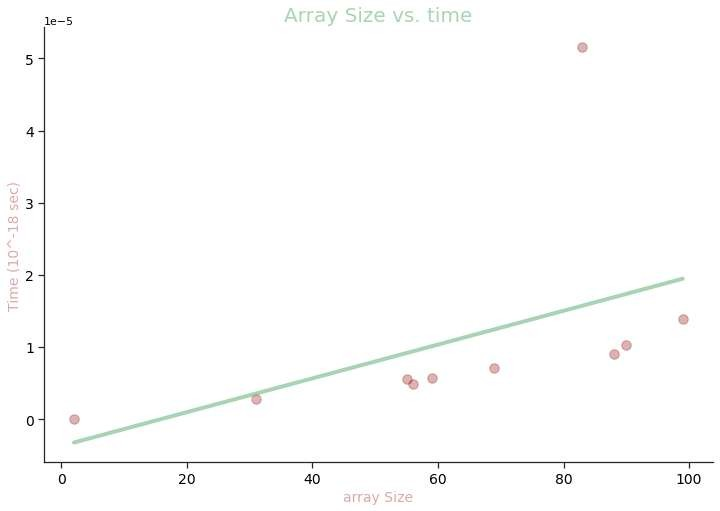 Array Size vs. time
1e−5
5
4
3
2
1
0
Time (10^-18 sec)
0 20 40 60 80 100
array Size